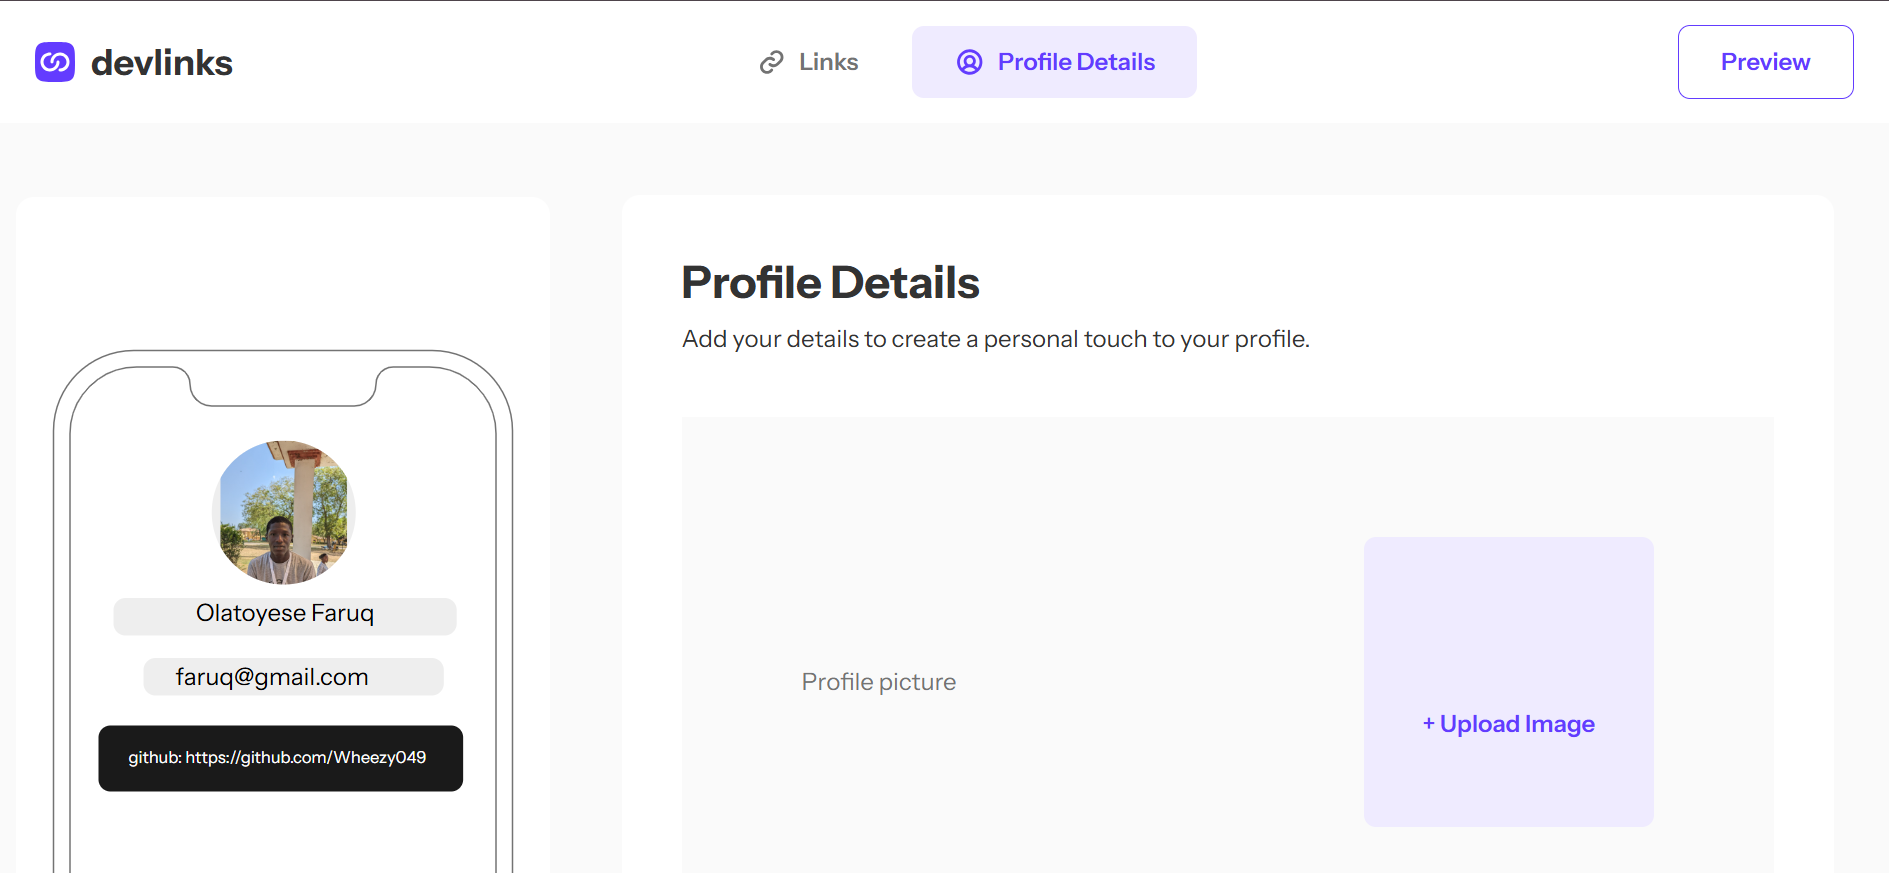 devlinks
Links
Profile Details
Preview
Profile Details
Add your details to create a personal touch to your profile.
Olatoyese Faruq
faruq@gmail.com
github: https://github.com/Wheezy049
Profile picture
+ Upload Image